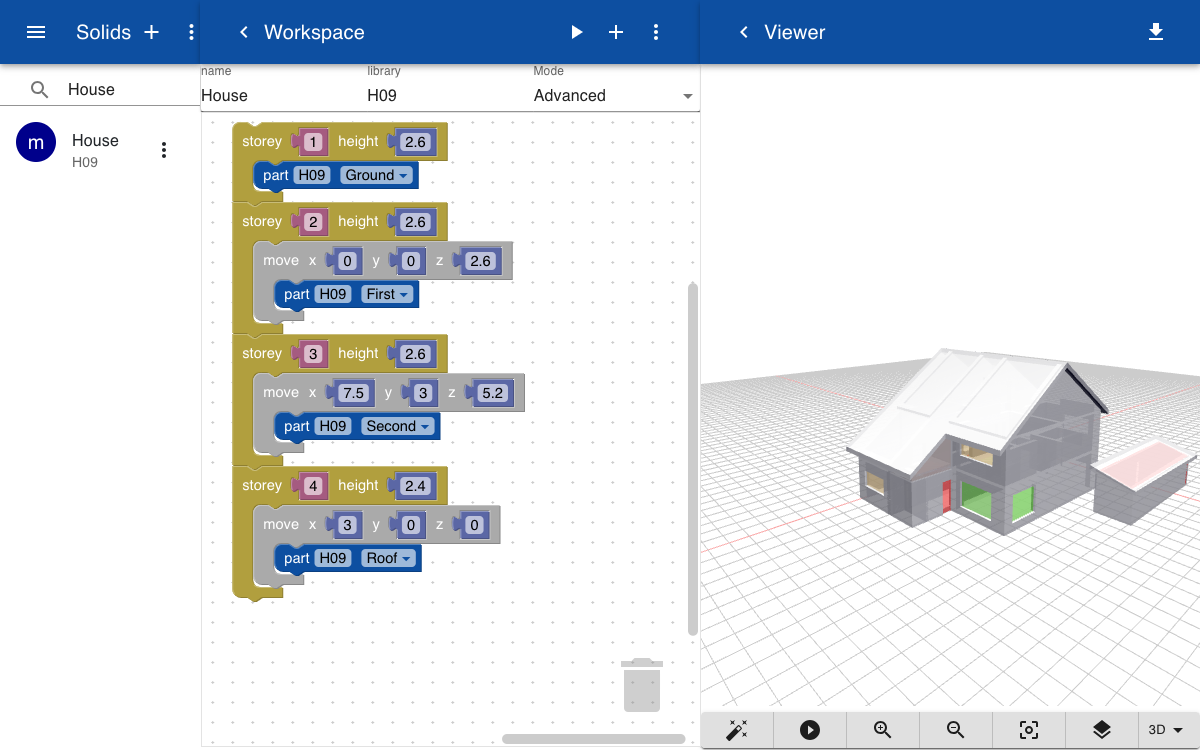 Solids
Workspace
Viewer
House
m
House
H09
name library Mode
House H09 Advanced
storey 1 height 2.6
part H09 Ground
storey 2 height 2.6
move x 0 y 0 z 2.6
part H09 First
storey 3 height 2.6
move x 7.5 y 3 z 5.2
part H09 Second
storey 4 height 2.4
move x 3 y 0 z 0
part H09 Roof
3D